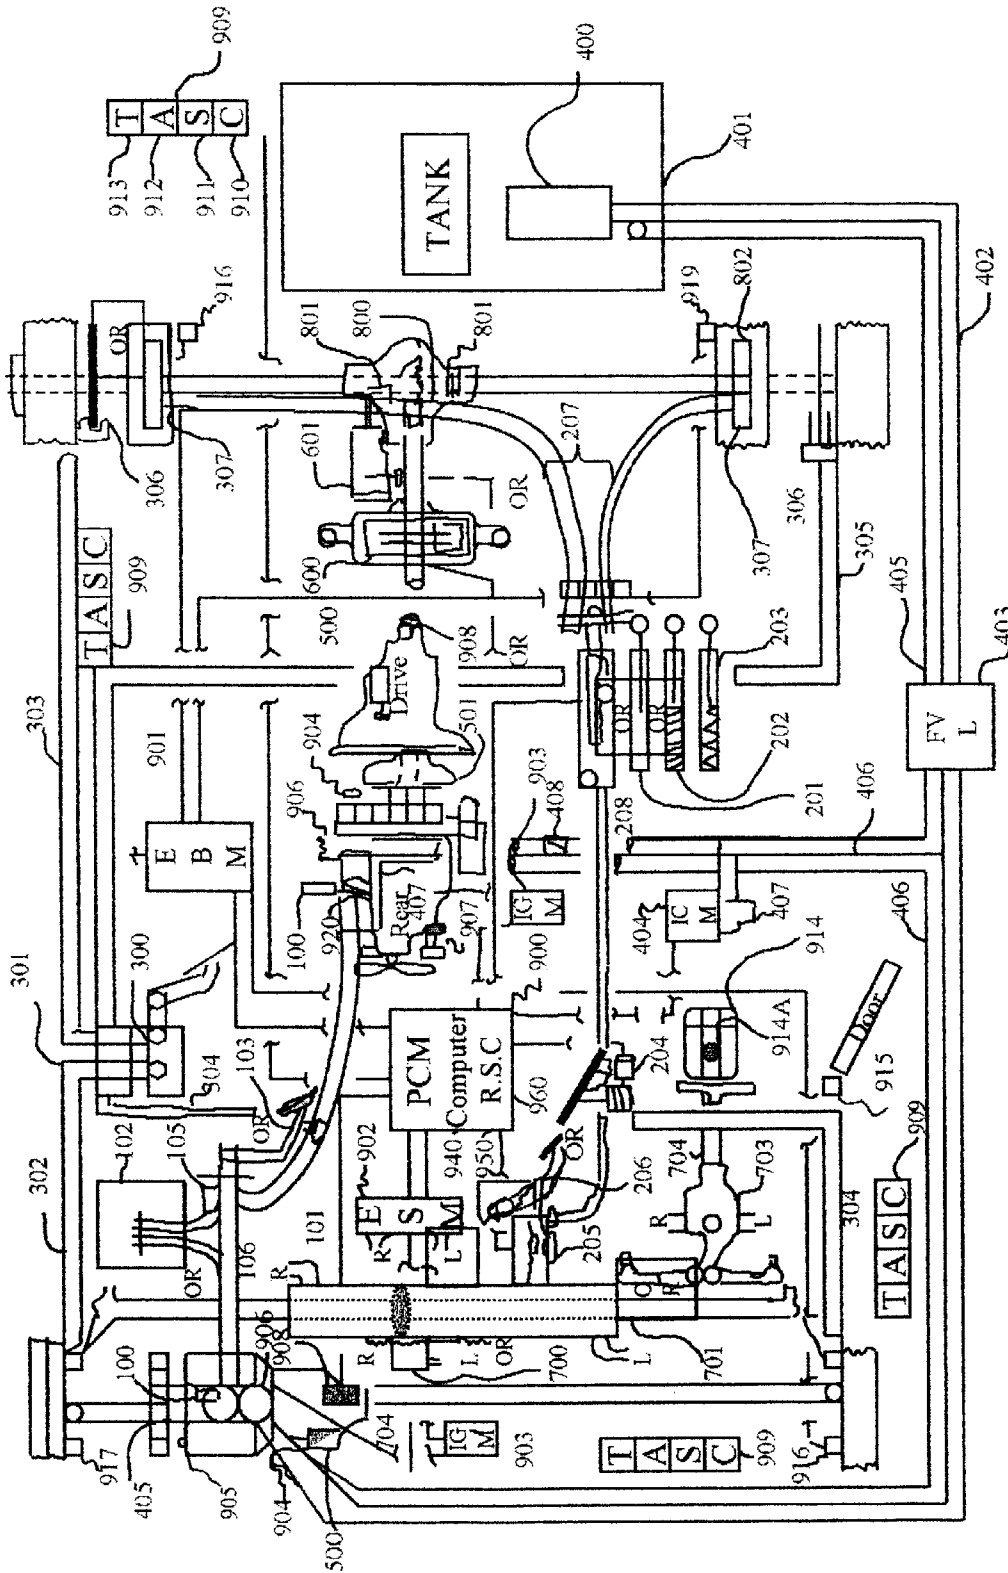 909
T
A
S
C
913
912
911
910
400
401
TANK
916
OR
801
800
801
919
802
402
306
307
601
207
OR
307
306
305
T A S C
909
600
500
405
403
303
Drive
908
OR
203
FV
L
904
501
OR
OR
202
901
906
903
408
201
E
B
M
208
406
100
920
Rear
407
IG
M
404
IC
M
407
301
300
907
900
914
406
304
103
PCM
Computer
R.S.C
960
204
914A
Door
915
102
105
OR
902
940
950
OR
909
302
E
S
M
206
704
703
R
L
R
L
304
T A S C
OR
106
101
205
R
O
R
906
908
R
L
OR
L
100
700
701
917
405
905
704
IG
M
903
T
A
S
C
909
916
904
500